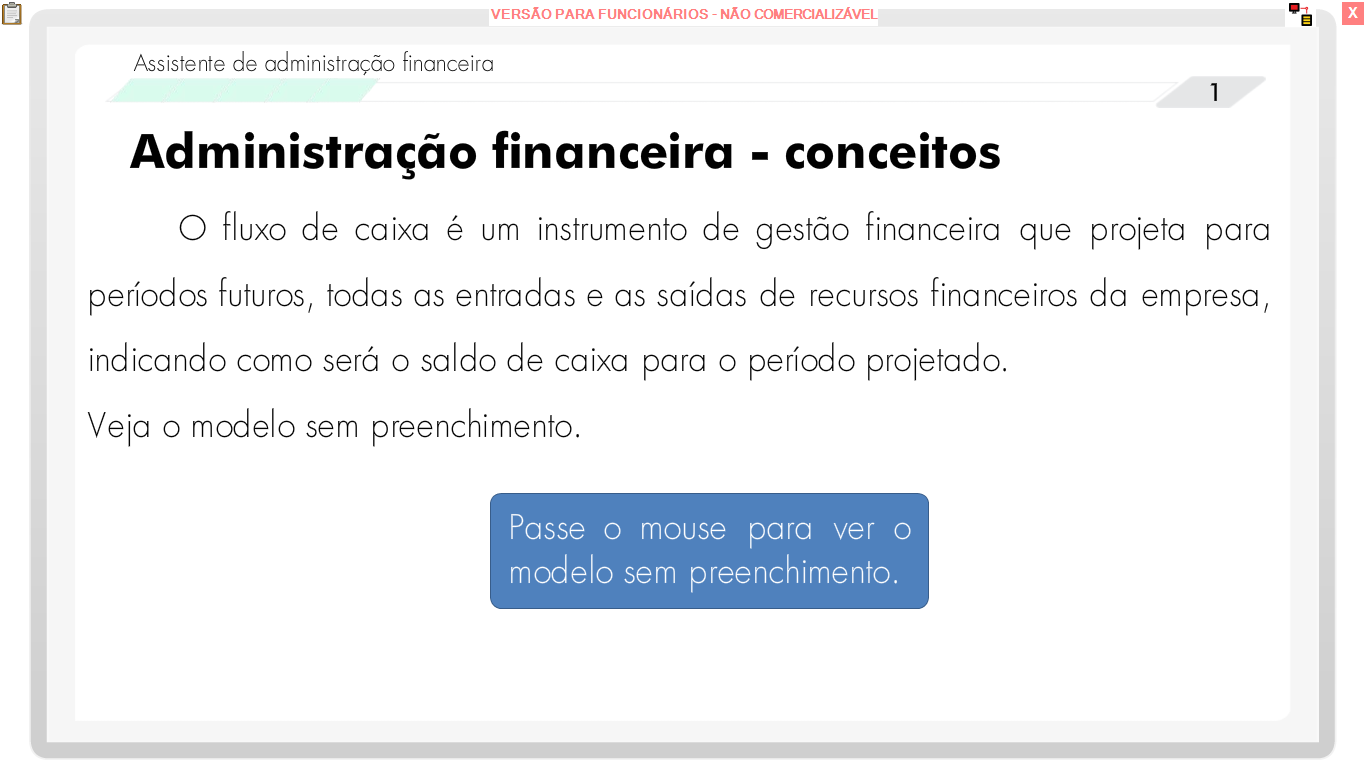 VERSÃO PARA FUNCIONÁRIOS - NÃO COMERCIALIZÁVEL
X
Assistente de administração financeira
1
Administração financeira - conceitos
O fluxo de caixa é um instrumento de gestão financeira que projeta para
períodos futuros, todas as entradas e as saídas de recursos financeiros da empresa,
indicando como será o saldo de caixa para o período projetado.
Veja o modelo sem preenchimento.
Passe o mouse para ver o
modelo sem preenchimento.